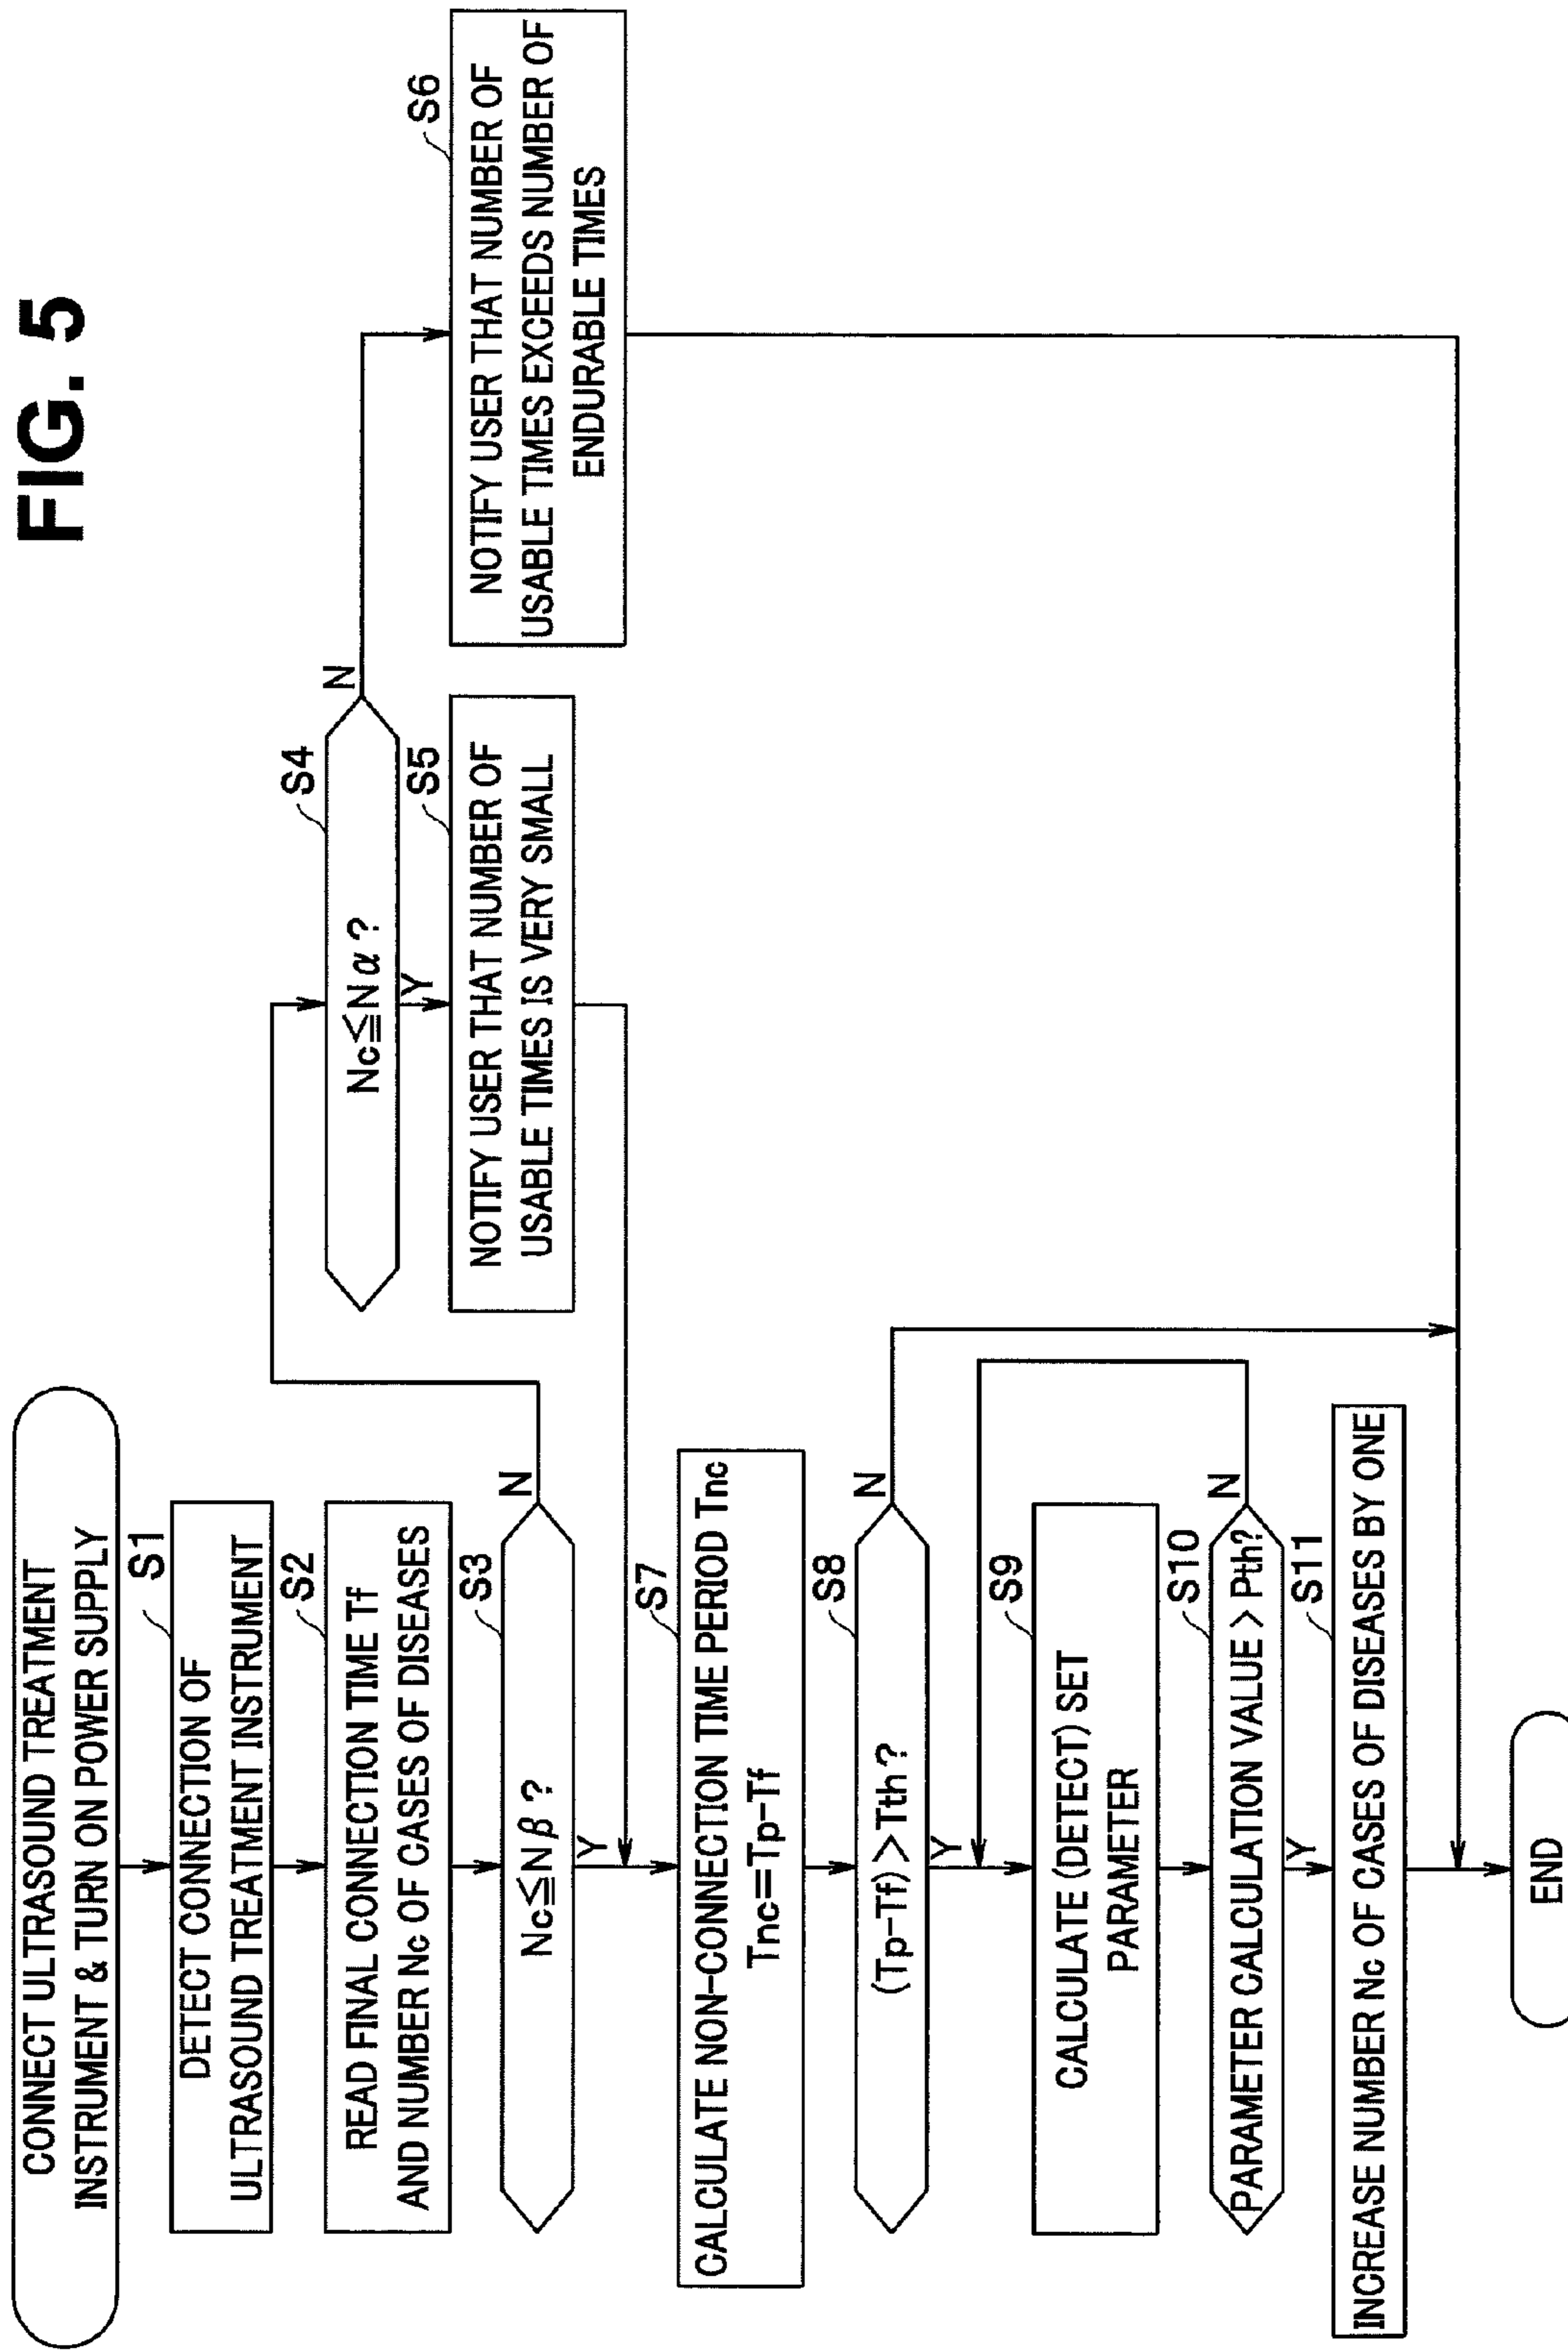 FIG. 5
CONNECT ULTRASOUND TREATMENT
INSTRUMENT & TURN ON POWER SUPPLY
S1
DETECT CONNECTION OF
ULTRASOUND TREATMENT INSTRUMENT
S2
READ FINAL CONNECTION TIME Tf
AND NUMBER Nc OF CASES OF DISEASES
S3
Nc≦Nβ?
N
Y
S4
Nc≦Nα?
N
Y
S5
NOTIFY USER THAT NUMBER OF
USABLE TIMES IS VERY SMALL
S6
NOTIFY USER THAT NUMBER OF
USABLE TIMES EXCEEDS NUMBER OF
ENDURABLE TIMES
S7
CALCULATE NON-CONNECTION TIME PERIOD Tnc
Tnc=Tp-Tf
S8
(Tp-Tf)>Tth?
N
Y
S9
CALCULATE (DETECT) SET
PARAMETER
S10
PARAMETER CALCULATION VALUE>Pth?
N
Y
S11
INCREASE NUMBER Nc OF CASES OF DISEASES BY ONE
END